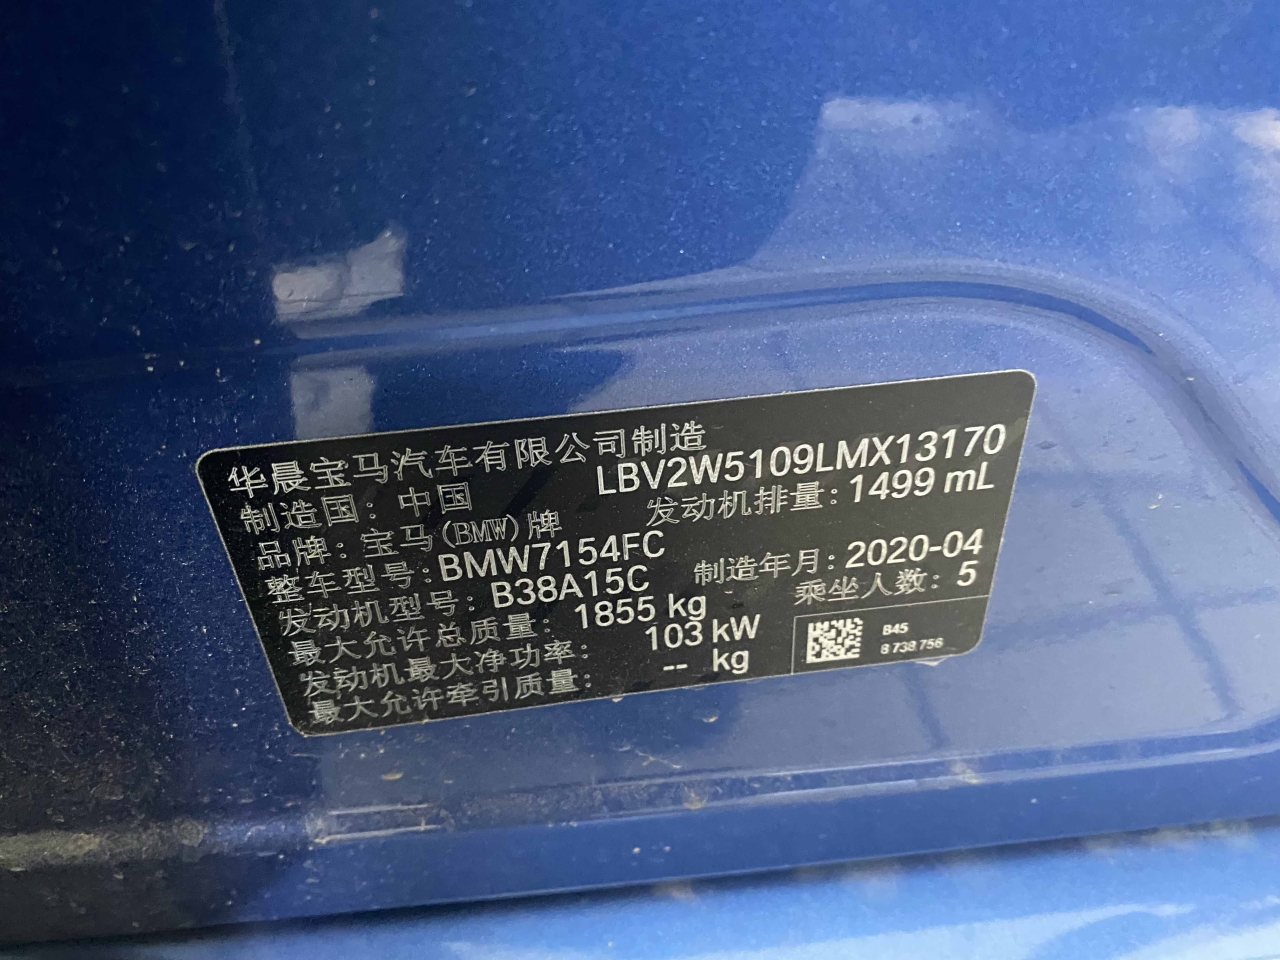 华晨宝马汽车有限公司制造
LBV2W5109LMX13170
制造国：中国
发动机排量：1499 mL
品牌：宝马(BMW)牌
整车型号：BMW7154FC
制造年月：2020-04
发动机型号：B38A15C
乘坐人数：5
最大允许总质量：1855 kg
发动机最大净功率：103 kW
最大允许牵引质量：-- kg
B45
8 738 756